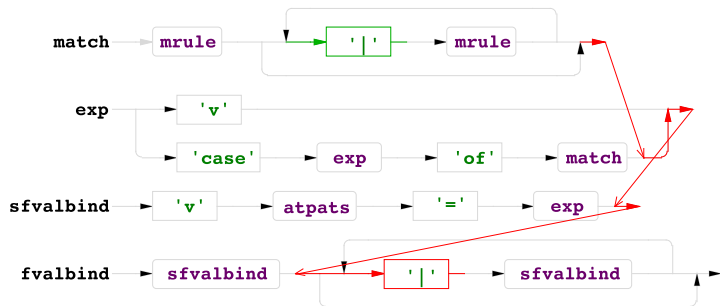 match mrule '|' mrule
exp 'v'
'case' exp 'of' match
sfvalbind 'v' atpats '=' exp
fvalbind sfvalbind '|' sfvalbind